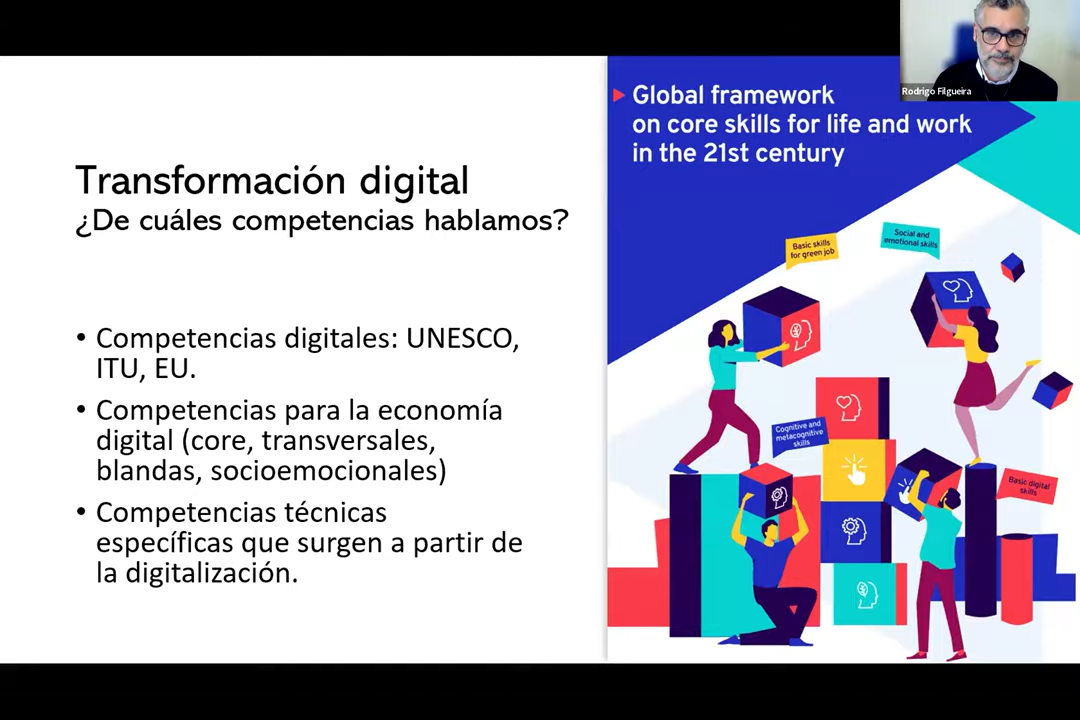 Rodrigo Filgueira
Transformación digital
¿De cuáles competencias hablamos?
• Competencias digitales: UNESCO,
ITU, EU.
• Competencias para la economía
digital (core, transversales,
blandas, socioemocionales)
• Competencias técnicas
específicas que surgen a partir de
la digitalización.
Global framework
on core skills for life and work
in the 21st century
Basic skills
for green job
Social and
emotional skills
Cognitive and
metacognitive
skills
Basic digital
skills